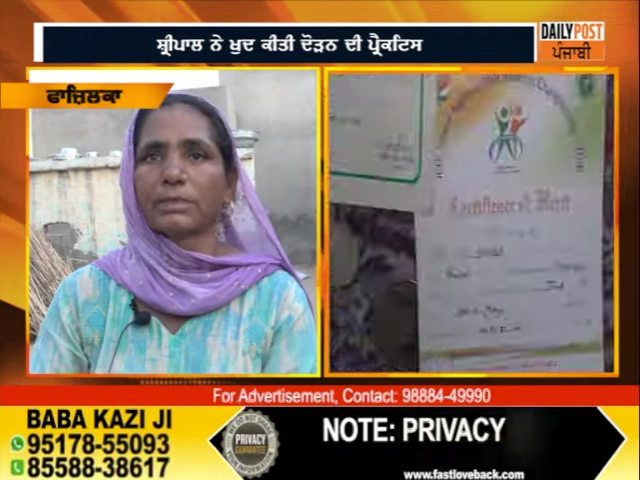 ਸ਼੍ਰੀਪਾਲ ਨੇ ਖੁਦ ਕੀਤੀ ਦੌੜਨ ਦੀ ਪ੍ਰੈਕਟਿਸ
DAILY POST
ਪੰਜਾਬੀ
ਫਾਜ਼ਿਲਕਾ
Certificate of Merit
For Advertisement, Contact: 98884-49990
BABA KAZI JI
95178-55093
85588-38617
PRIVACY
GUARANTEE
NOTE: PRIVACY
www.fastloveback.com